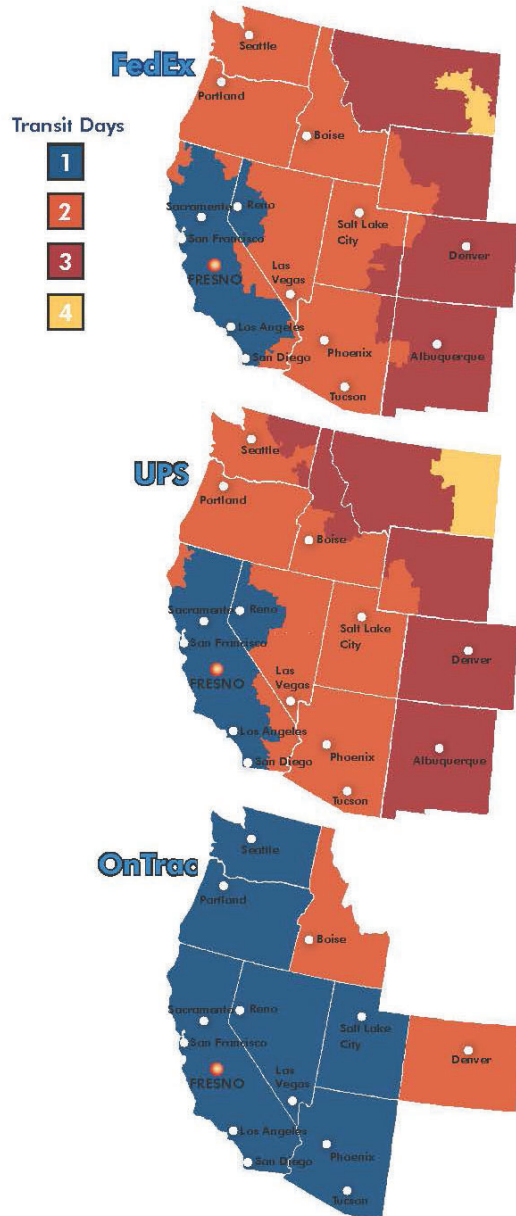 Seattle
FedEx
Portland
Transit Days
Boise
1
Sacramento
Reno
2
San Francisco
Salt Lake
City
Denver
FRESNO
3
Las
Vegas
4
Los Angeles
Phoenix
Albuquerque
San Diego
Tucson
Seattle
UPS
Portland
Boise
Sacramento
Reno
San Francisco
Salt Lake
City
Denver
FRESNO
Las
Vegas
Los Angeles
Phoenix
Albuquerque
San Diego
Tucson
Seattle
OnTrac
Portland
Boise
Sacramento
Reno
San Francisco
Salt Lake
City
Denver
FRESNO
Las
Vegas
Los Angeles
Phoenix
San Diego
Tucson